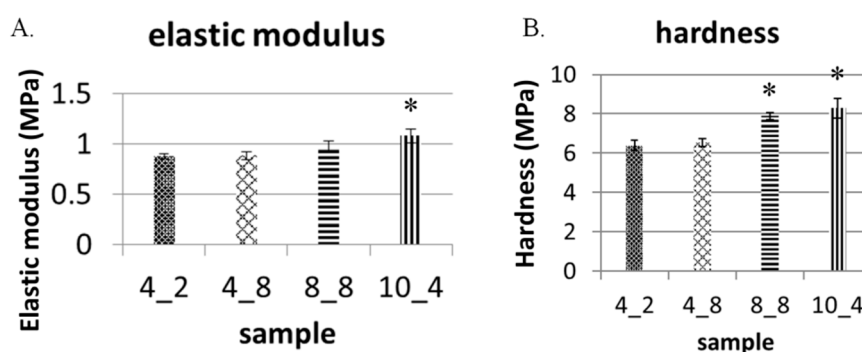 A.
elastic modulus
Elastic modulus (MPa)
1.5
1
0.5
0
*
4_2 4_8 8_8 10_4
sample
B.
hardness
Hardness (MPa)
10
8
6
4
2
0
* *
4_2 4_8 8_8 10_4
sample